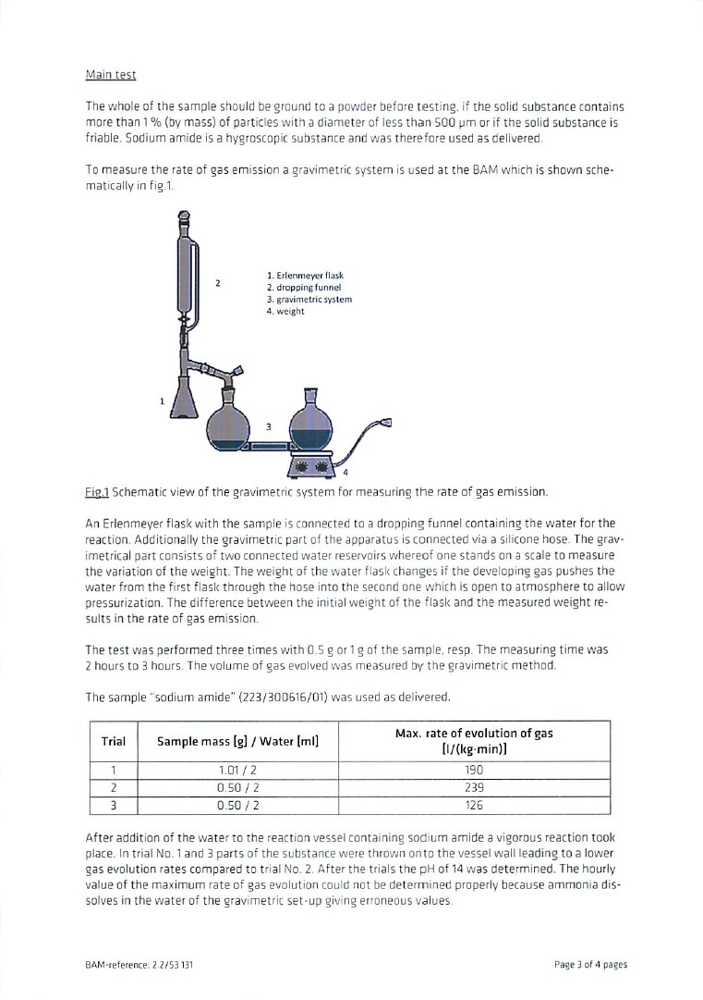 Main test
The whole of the sample should be ground to a powder before testing, if the solid substance contains
more than 1 % (by mass) of particles with a diameter of less than 500 µm or if the solid substance is
friable. Sodium amide is a hygroscopic substance and was therefore used as delivered.
To measure the rate of gas emission a gravimetric system is used at the BAM which is shown sche-
matically in fig.1.
2
1. Erlenmeyer flask
2. dropping funnel
3. gravimetric system
4. weight
1
3
4
Fig.1 Schematic view of the gravimetric system for measuring the rate of gas emission.
An Erlenmeyer flask with the sample is connected to a dropping funnel containing the water for the
reaction. Additionally the gravimetric part of the apparatus is connected via a silicone hose. The grav-
imetrical part consists of two connected water reservoirs whereof one stands on a scale to measure
the variation of the weight. The weight of the water flask changes if the developing gas pushes the
water from the first flask through the hose into the second one which is open to atmosphere to allow
pressurization. The difference between the initial weight of the flask and the measured weight re-
sults in the rate of gas emission.
The test was performed three times with 0.5 g or 1 g of the sample, resp. The measuring time was
2 hours to 3 hours. The volume of gas evolved was measured by the gravimetric method.
The sample "sodium amide" (223/300616/01) was used as delivered.
Trial Sample mass [g] / Water [ml] Max. rate of evolution of gas
[l/(kg·min)]
1 1.01 / 2 190
2 0.50 / 2 239
3 0.50 / 2 126
After addition of the water to the reaction vessel containing sodium amide a vigorous reaction took
place. In trial No. 1 and 3 parts of the substance were thrown onto the vessel wall leading to a lower
gas evolution rates compared to trial No. 2. After the trials the pH of 14 was determined. The hourly
value of the maximum rate of gas evolution could not be determined properly because ammonia dis-
solves in the water of the gravimetric set-up giving erroneous values.
BAM-reference: 2.2/53 131 Page 3 of 4 pages